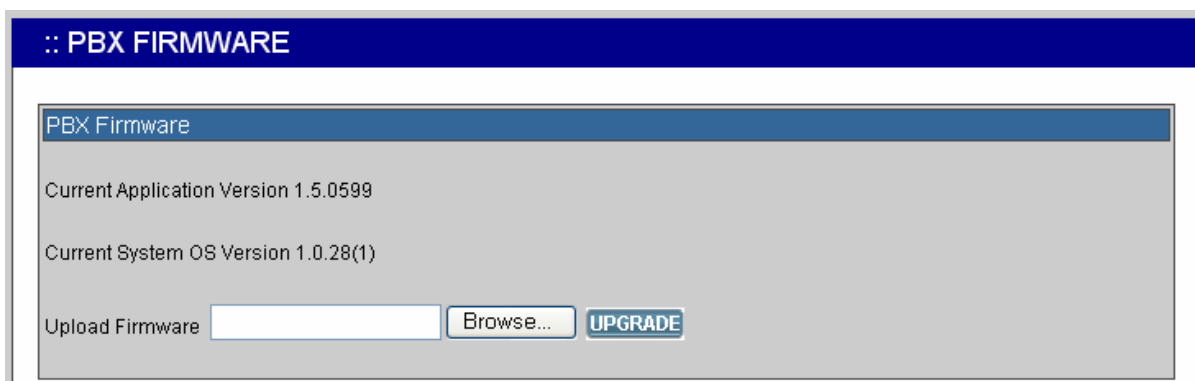 :: PBX FIRMWARE
PBX Firmware
Current Application Version 1.5.0599
Current System OS Version 1.0.28(1)
Upload Firmware Browse... UPGRADE